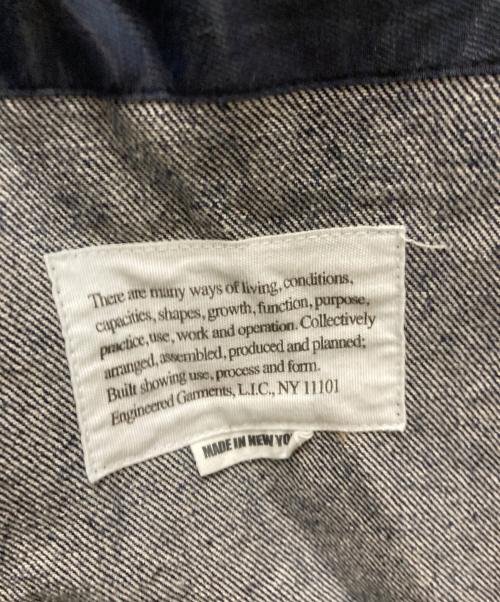 There are many ways of living, conditions,
capacities, shapes, growth, function, purpose,
practice, use, work and operation. Collectively
arranged, assembled, produced and planned;
Built showing use, process and form.
Engineered Garments, L.I.C., NY 11101
MADE IN NEW YO